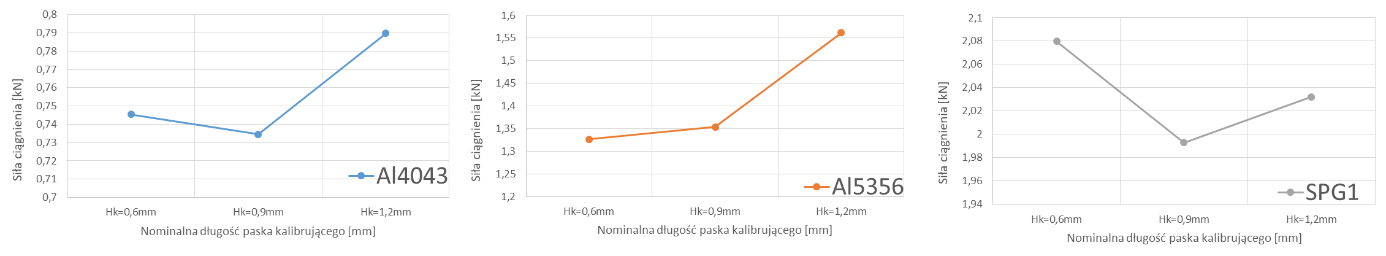 0,8
0,79
0,78
0,77
0,76
0,75
0,74
0,73
0,72
0,71
0,7
Siła ciągnienia [kN]
Hk=0,6mm Hk=0,9mm Hk=1,2mm
Nominalna długość paska kalibrującego [mm]
Al4043
1,6
1,55
1,5
1,45
1,4
1,35
1,3
1,25
1,2
Siła ciągnienia [kN]
Hk=0,6mm Hk=0,9mm Hk=1,2mm
Nominalna długość paska kalibrującego [mm]
Al5356
2,1
2,08
2,06
2,04
2,02
2
1,98
1,96
1,94
Siła ciągnienia [kN]
Hk=0,6mm Hk=0,9mm Hk=1,2mm
Nominalna długość paska kalibrującego [mm]
SPG1